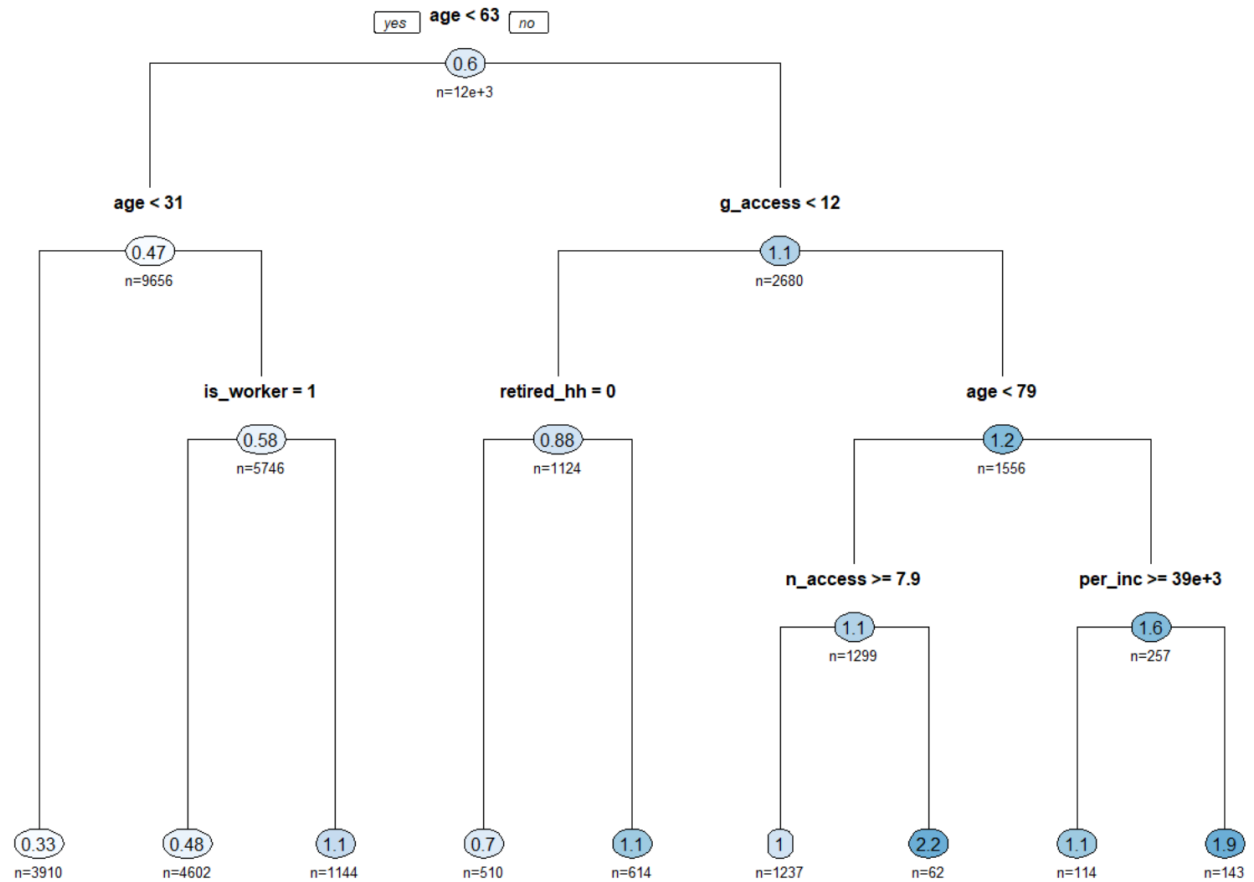 yes age < 63 no
0.6
n=12e+3
age < 31 g_access < 12
0.47 1.1
n=9656 n=2680
is_worker = 1 retired_hh = 0 age < 79
0.58 0.88 1.2
n=5746 n=1124 n=1556
n_access >= 7.9 per_inc >= 39e+3
1.1 1.6
n=1299 n=257
0.33 0.48 1.1 0.7 1.1 1 2.2 1.1 1.9
n=3910 n=4602 n=1144 n=510 n=614 n=1237 n=62 n=114 n=143